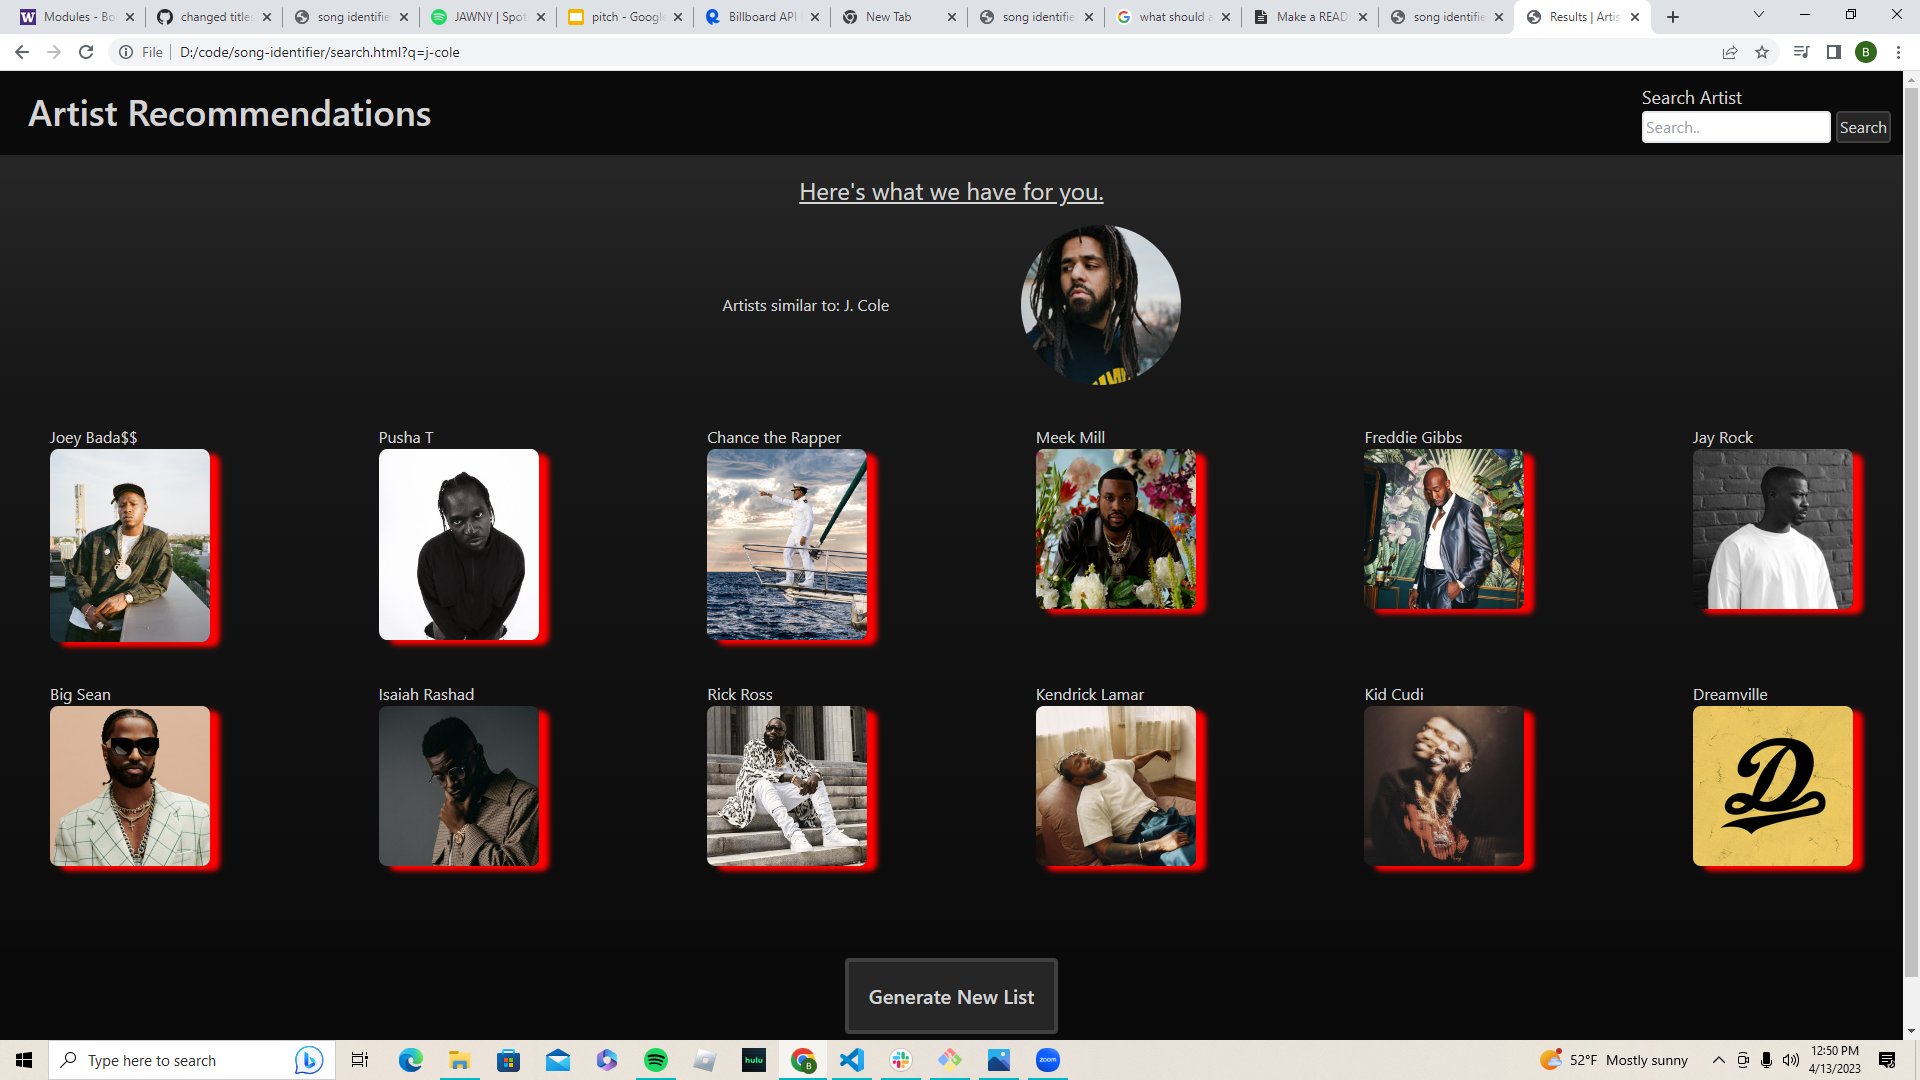 Modules - Bo
changed title
song identifie
JAWNY | Spot
pitch - Googl
Billboard API
New Tab
song identifie
what should a
Make a READ
song identifie
Results | Artis
File
D:/code/song-identifier/search.html?q=j-cole
B
Artist Recommendations
Search Artist
Search..
Search
Here's what we have for you.
Artists similar to: J. Cole
Joey Bada$$
Pusha T
Chance the Rapper
Meek Mill
Freddie Gibbs
Jay Rock
Big Sean
Isaiah Rashad
Rick Ross
Kendrick Lamar
Kid Cudi
Dreamville
D
Generate New List
Type here to search
hulu
B
zoom
52°F Mostly sunny
12:50 PM
4/13/2023